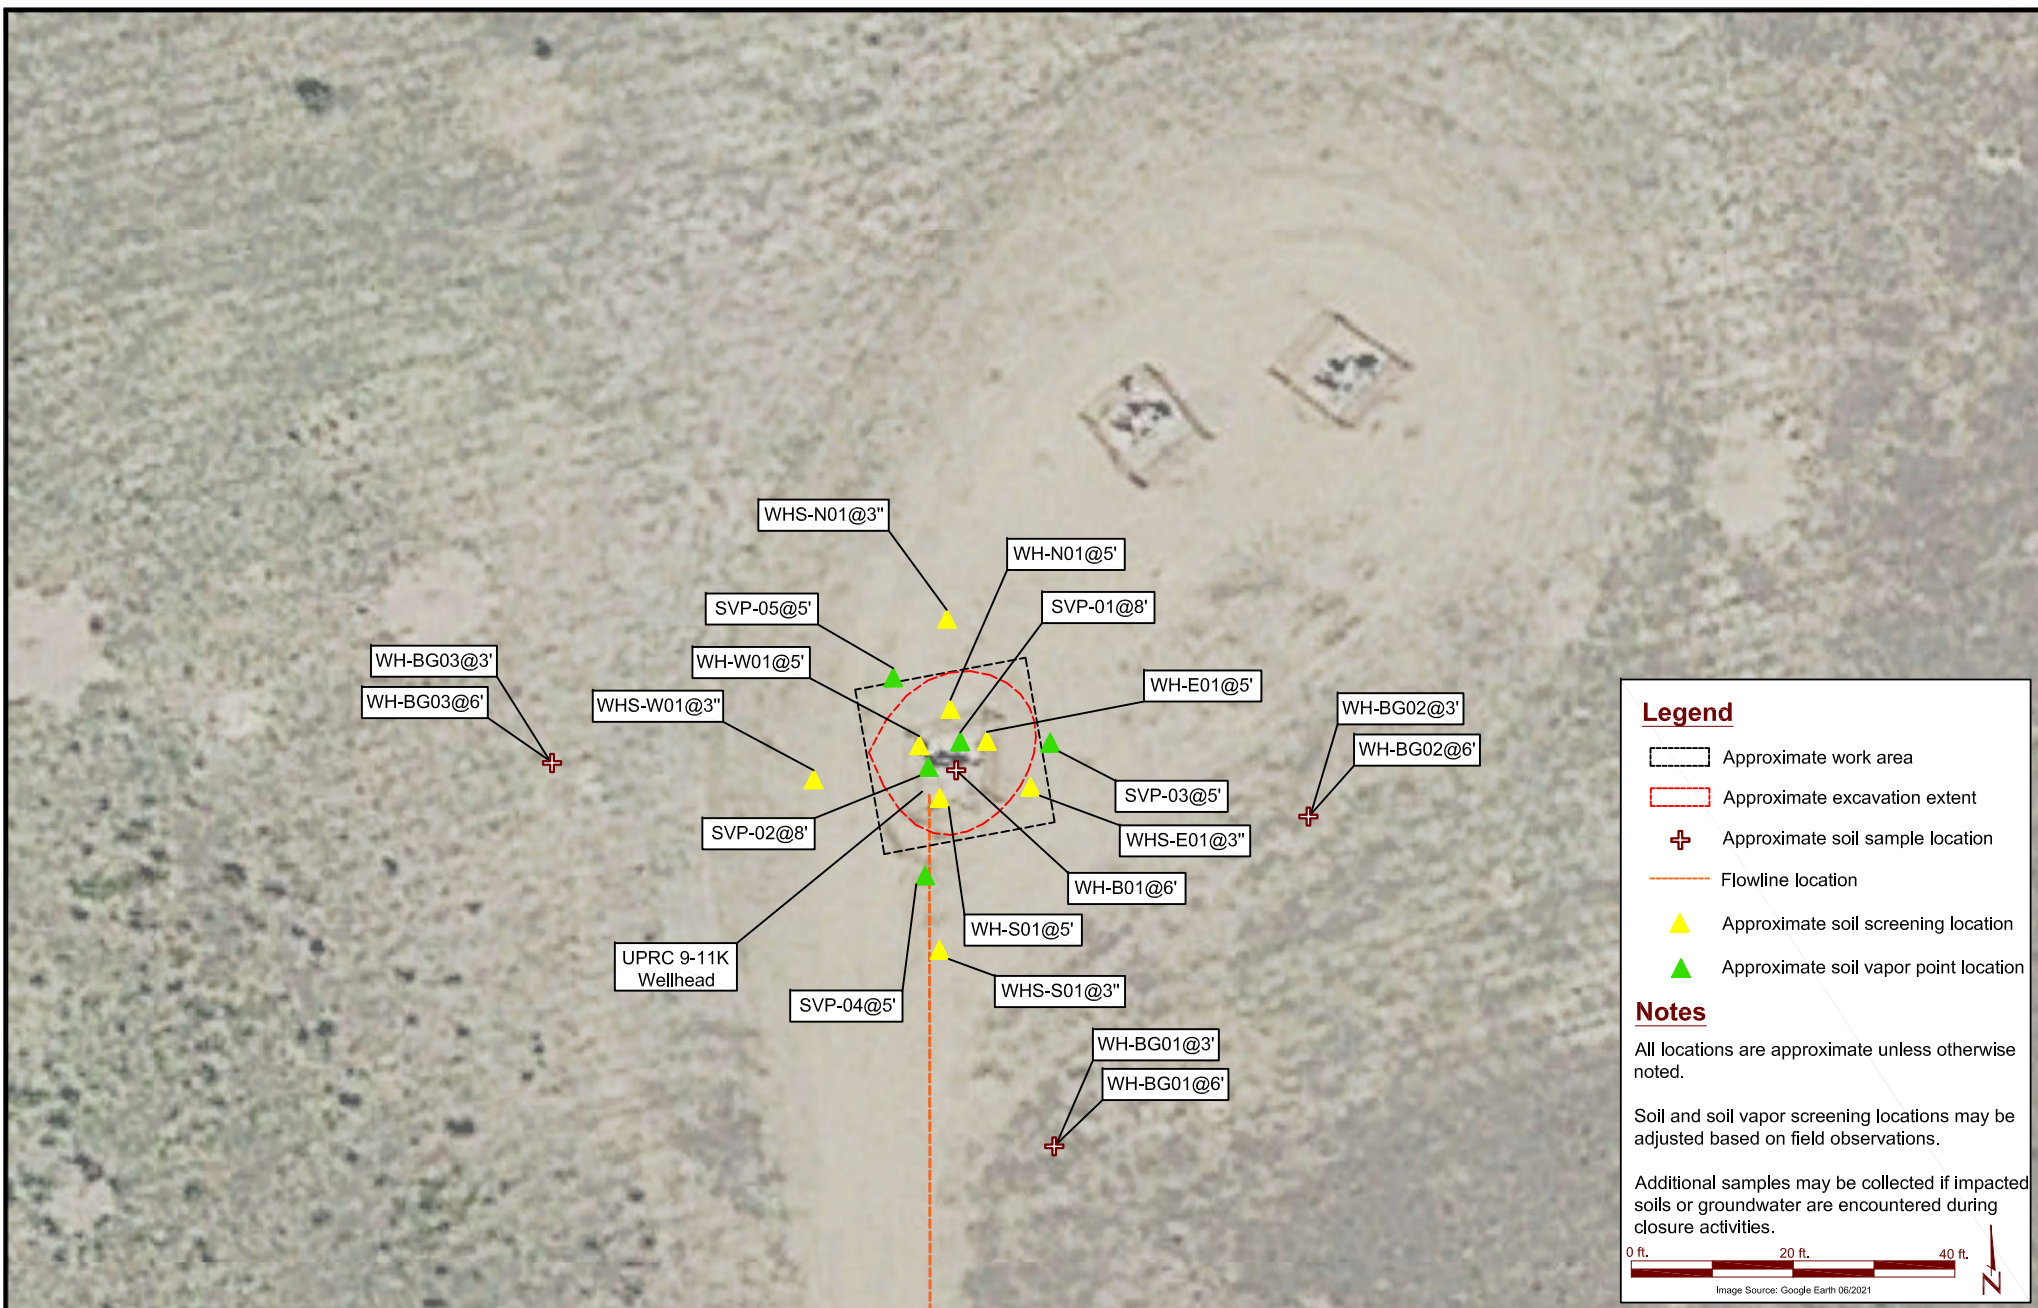 WHS-N01@3"
WH-N01@5'
SVP-05@5'
SVP-01@8'
WH-W01@5'
WH-BG03@3'
WH-BG03@6'
WHS-W01@3"
WH-E01@5'
WH-BG02@3'
WH-BG02@6'
SVP-03@5'
SVP-02@8'
WHS-E01@3"
WH-B01@6'
WH-S01@5'
UPRC 9-11K
Wellhead
WHS-S01@3"
SVP-04@5'
WH-BG01@3'
WH-BG01@6'
Legend
Approximate work area
Approximate excavation extent
Approximate soil sample location
Flowline location
Approximate soil screening location
Approximate soil vapor point location
Notes
All locations are approximate unless otherwise
noted.
Soil and soil vapor screening locations may be
adjusted based on field observations.
Additional samples may be collected if impacted
soils or groundwater are encountered during
closure activities.
0 ft. 20 ft. 40 ft.
N
Image Source: Google Earth 06/2021